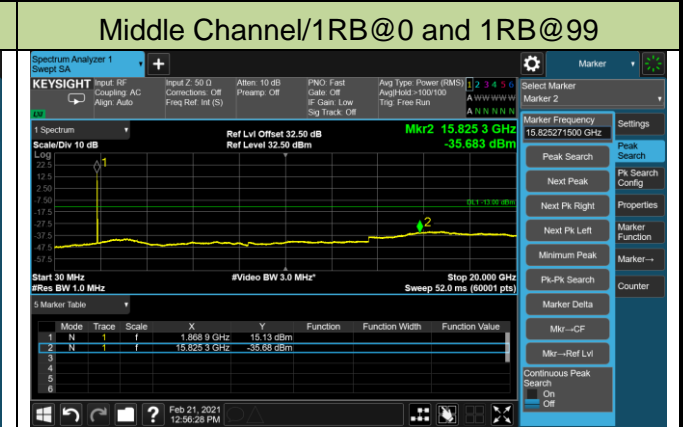 Middle Channel/1RB@0 and 1RB@99
Spectrum Analyzer 1
Swept SA
Marker
KEYSIGHT
Input: RF
Coupling: AC
Align: Auto
Input Z: 50 Ω
Corrections: Off
Freq Ref: Int (S)
Atten: 10 dB
Preamp: Off
PNO: Fast
Gate: Off
IF Gain: Low
Sig Track: Off
Avg Type: Power (RMS)
Avg|Hold:>100/100
Trig: Free Run
1 2 3 4 5 6
A W W W W W
A N N N N N
Select Marker
Marker 2
1 Spectrum
Scale/Div 10 dB
Ref Lvl Offset 32.50 dB
Ref Level 32.50 dBm
Mkr2 15.825 3 GHz
-35.683 dBm
Log
22.5
12.5
2.50
-7.50
-17.5
-27.5
-37.5
-47.5
-57.5
1
2
DL1 -13.00 dBm
Start 30 MHz
#Video BW 3.0 MHz*
Stop 20.000 GHz
#Res BW 1.0 MHz
Sweep 52.0 ms (60001 pts)
5 Marker Table
Mode Trace Scale X Y Function Function Width Function Value
1 N 1 f 1.868 9 GHz 15.13 dBm
2 N 1 f 15.825 3 GHz -35.68 dBm
3
4
5
6
Marker Frequency
15.825271500 GHz
Peak Search
Next Peak
Next Pk Right
Next Pk Left
Minimum Peak
Pk-Pk Search
Marker Delta
Mkr→CF
Mkr→Ref Lvl
Continuous Peak
Search
On
Off
Settings
Peak
Search
Pk Search
Config
Properties
Marker
Function
Marker→
Counter
Feb 21, 2021
12:56:28 PM